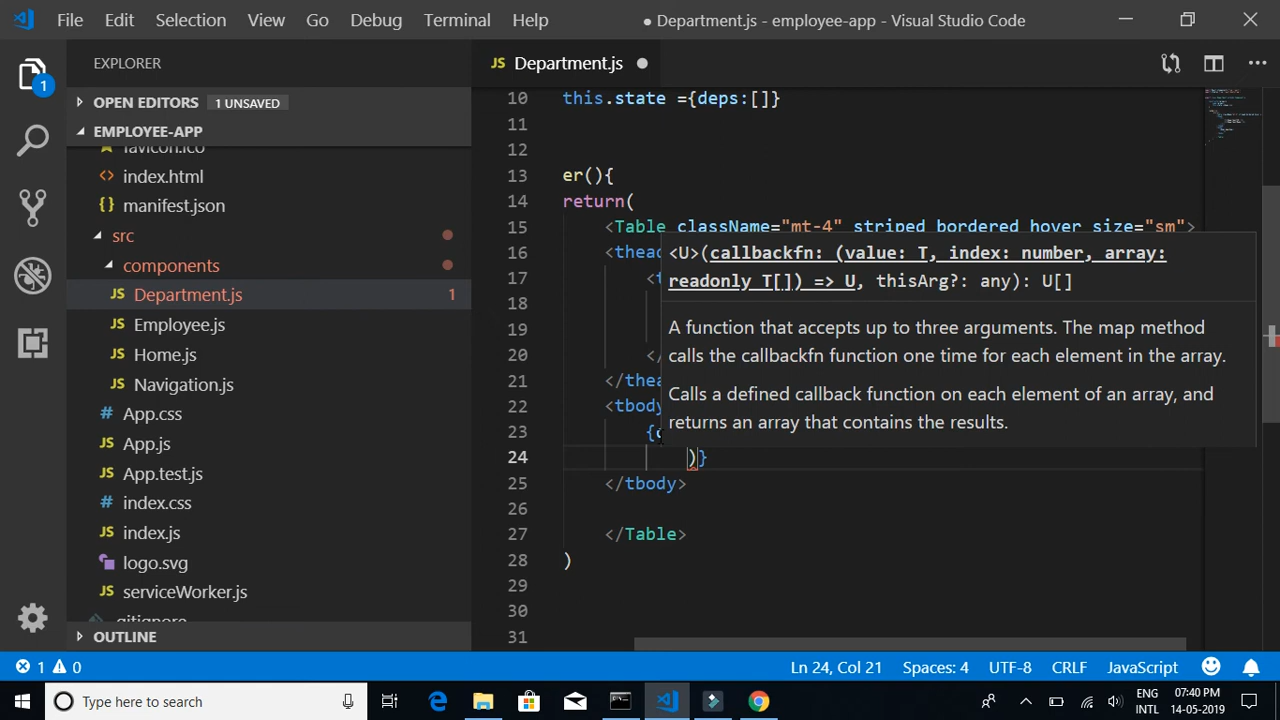 File Edit Selection View Go Debug Terminal Help
● Department.js - employee-app - Visual Studio Code
EXPLORER
OPEN EDITORS 1 UNSAVED
EMPLOYEE-APP
favicon.ico
index.html
manifest.json
src
components
Department.js 1
Employee.js
Home.js
Navigation.js
App.css
App.js
App.test.js
index.css
index.js
logo.svg
serviceWorker.js
.gitignore
OUTLINE
1
JS Department.js ●
10 this.state ={deps:[]}
11
12
13 er(){
14 return(
15 <Table className="mt-4" striped bordered hover size="sm">
16 <thead
17 <t
18
19
20 </
21 </thea
22 <tbody
23 {
24 )}
25 </tbody>
26
27 </Table>
28 )
29
30
31
<U>(callbackfn: (value: T, index: number, array:
readonly T[]) => U, thisArg?: any): U[]
A function that accepts up to three arguments. The map method
calls the callbackfn function one time for each element in the array.
Calls a defined callback function on each element of an array, and
returns an array that contains the results.
1 0 Ln 24, Col 21 Spaces: 4 UTF-8 CRLF JavaScript
Type here to search
ENG
INTL
07:40 PM
14-05-2019